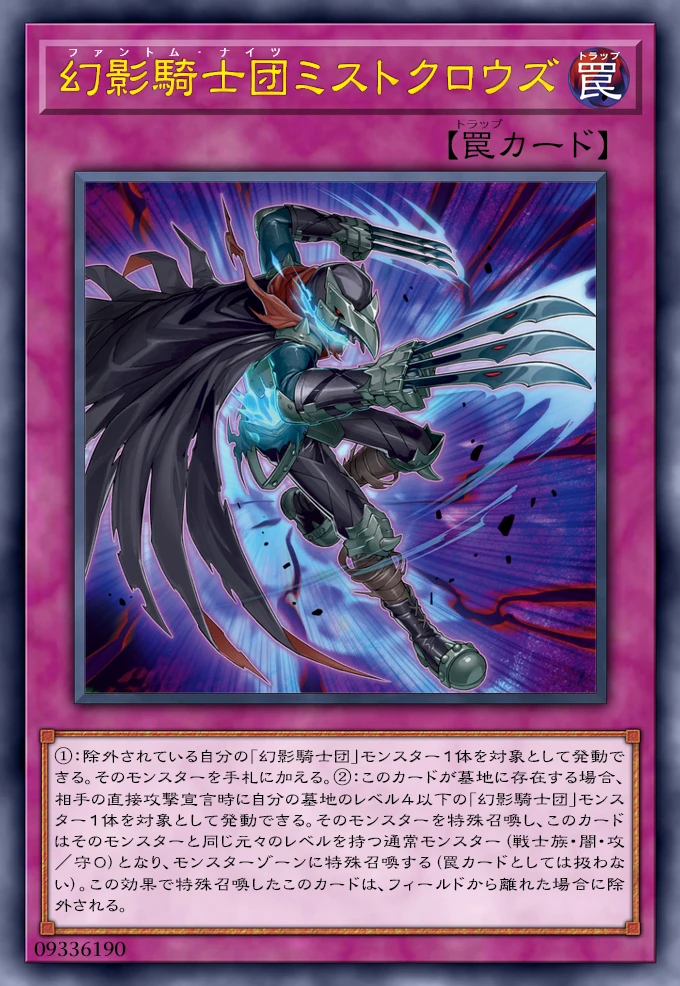 ファントム・ナイツ
幻影騎士団ミストクロウズ
トラップ
罠
トラップ
【罠カード】
①：除外されている自分の「幻影騎士団」モンスター１体を対象として発動で
きる。そのモンスターを手札に加える。②：このカードが墓地に存在する場合、
相手の直接攻撃宣言時に自分の墓地のレベル４以下の「幻影騎士団」モンス
ター１体を対象として発動できる。そのモンスターを特殊召喚し、このカード
はそのモンスターと同じ元々のレベルを持つ通常モンスター（戦士族・闇・攻
／守０）となり、モンスターゾーンに特殊召喚する（罠カードとしては扱わな
い）。この効果で特殊召喚したこのカードは、フィールドから離れた場合に除
外される。
09336190